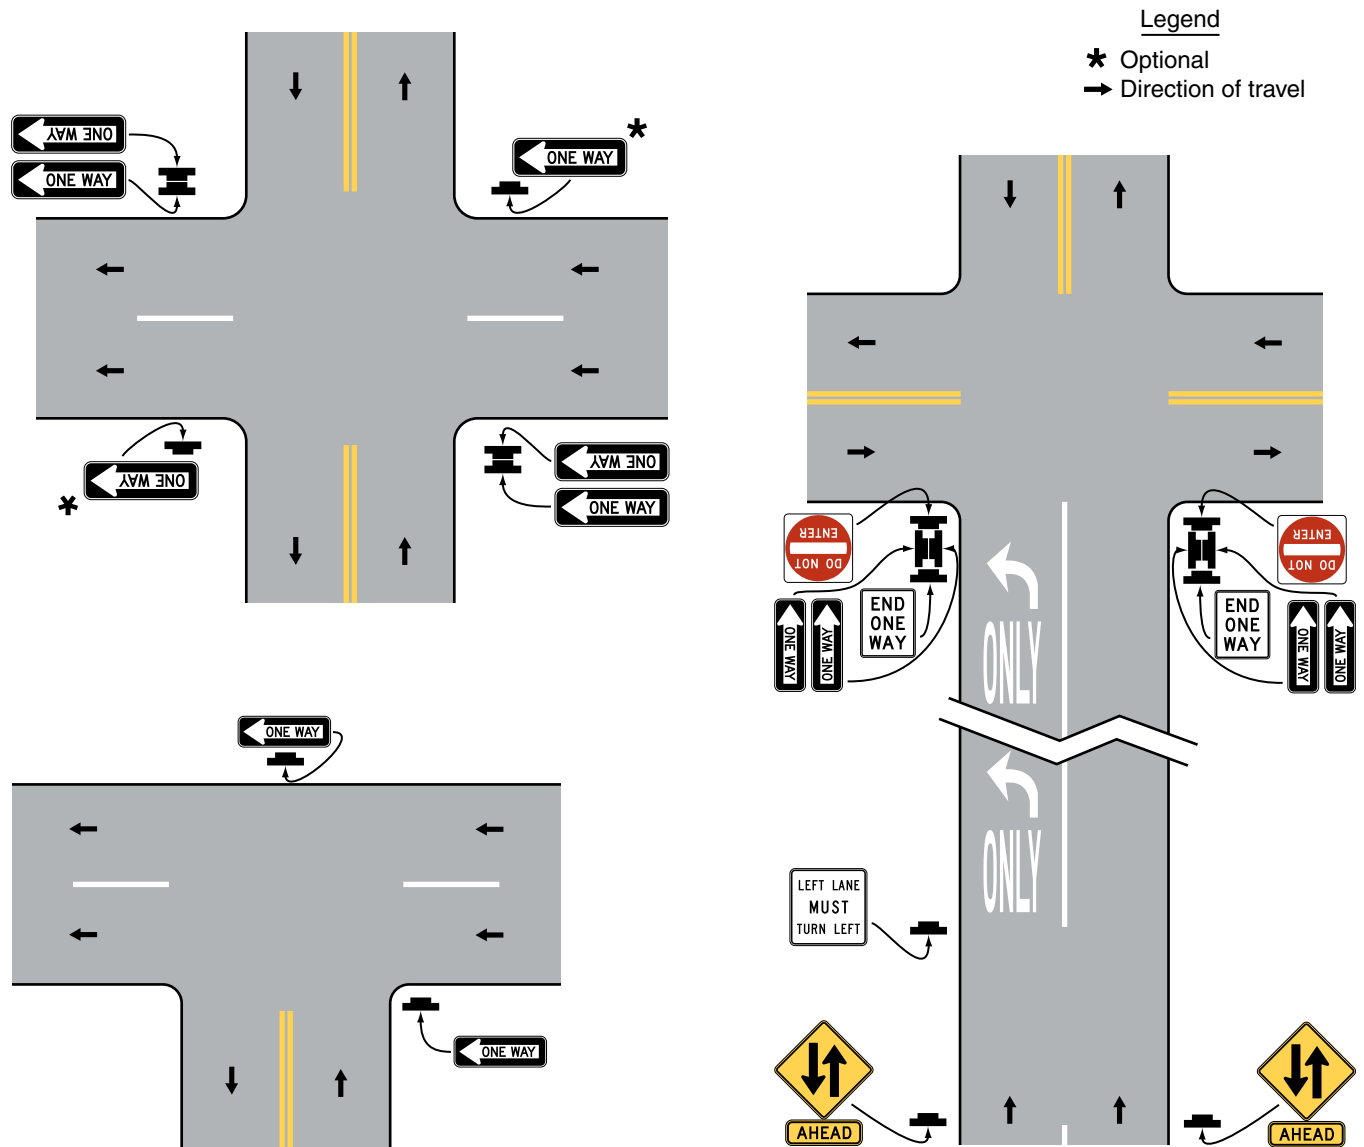 Legend
* Optional
Direction of travel
ONE WAY
ONE WAY
ONE WAY
*
ONE WAY
*
ONE WAY
ONE WAY
ONE WAY
ONE WAY
DO NOT
ENTER
ONE WAY
ONE WAY
END
ONE
WAY
ONLY
DO NOT
ENTER
END
ONE
WAY
ONE WAY
ONE WAY
ONLY
LEFT LANE
MUST
TURN LEFT
AHEAD
AHEAD